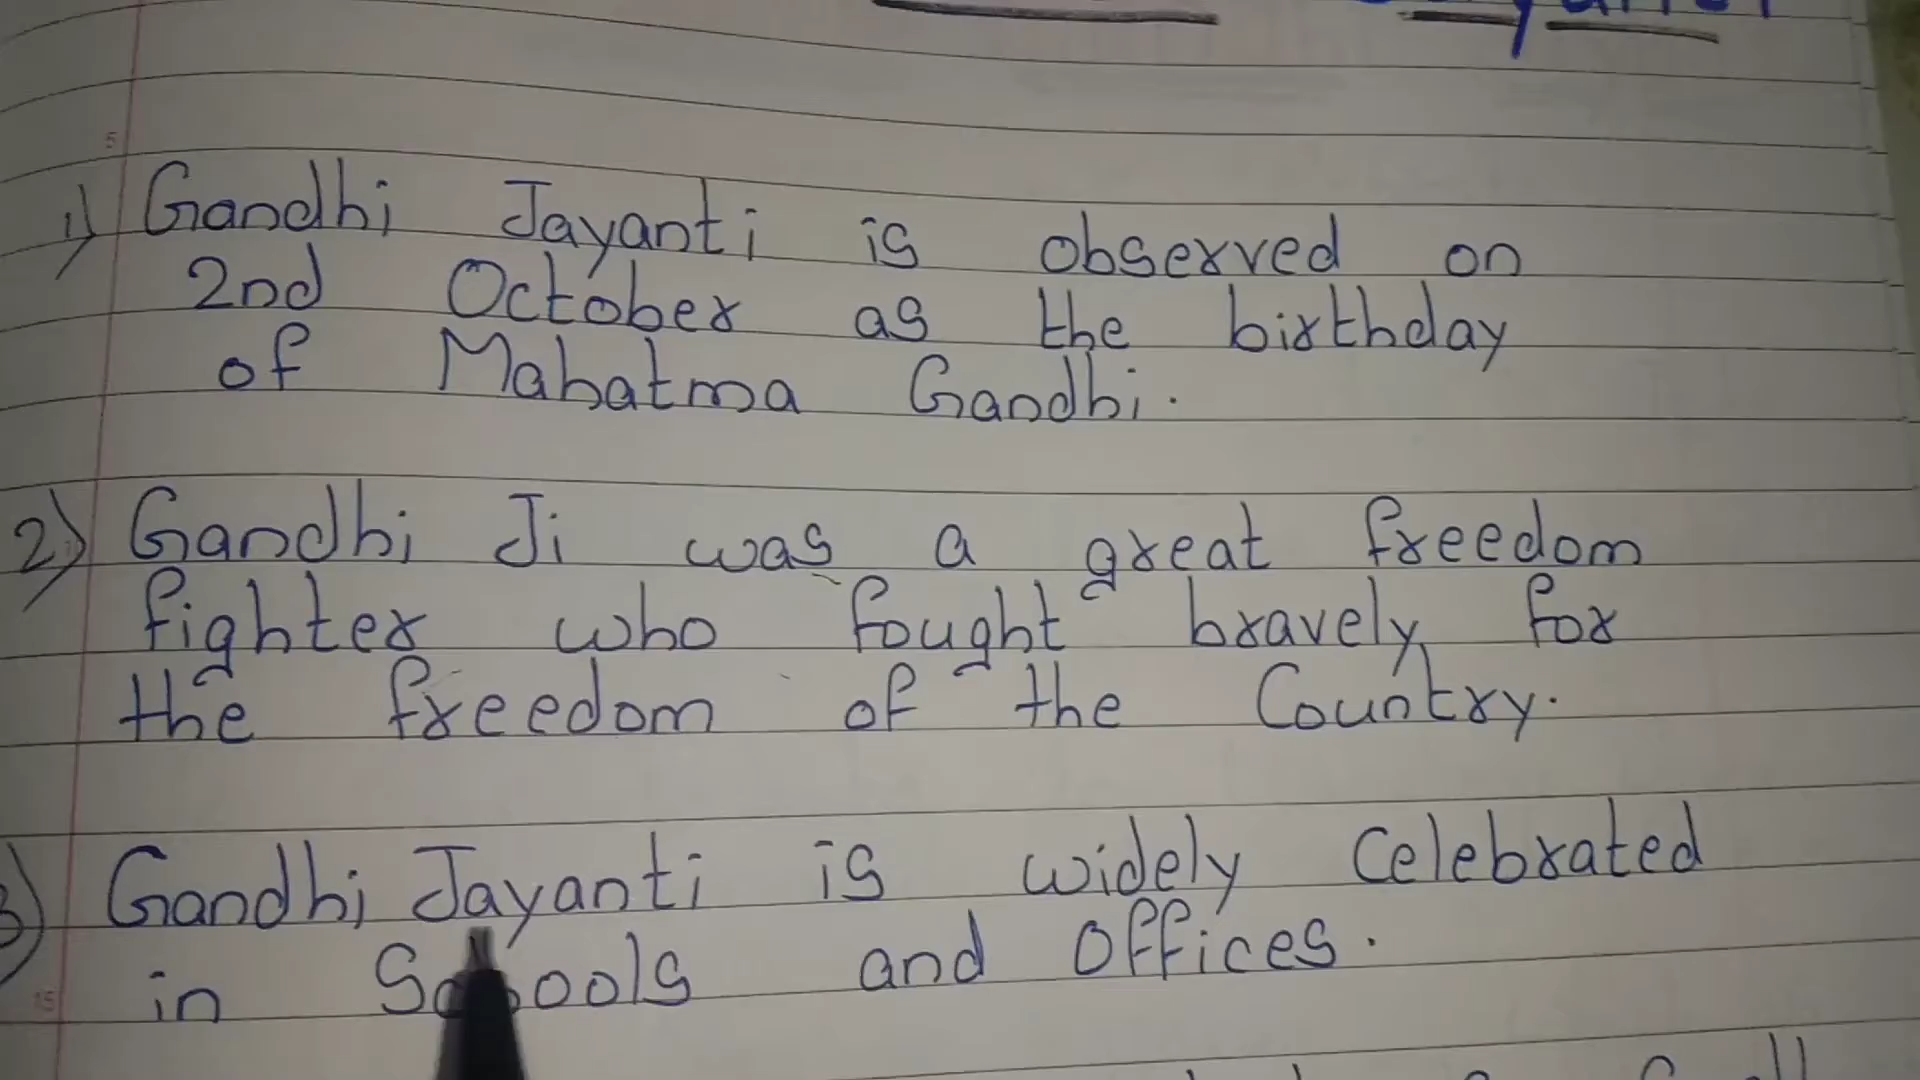 1) Gandhi Jayanti is observed on
2nd October as the birthday
of Mahatma Gandhi.
2) Gandhi Ji was a great freedom
fighter who fought bravely for
the freedom of the Country.
3) Gandhi Jayanti is widely Celebrated
in Schools and Offices.